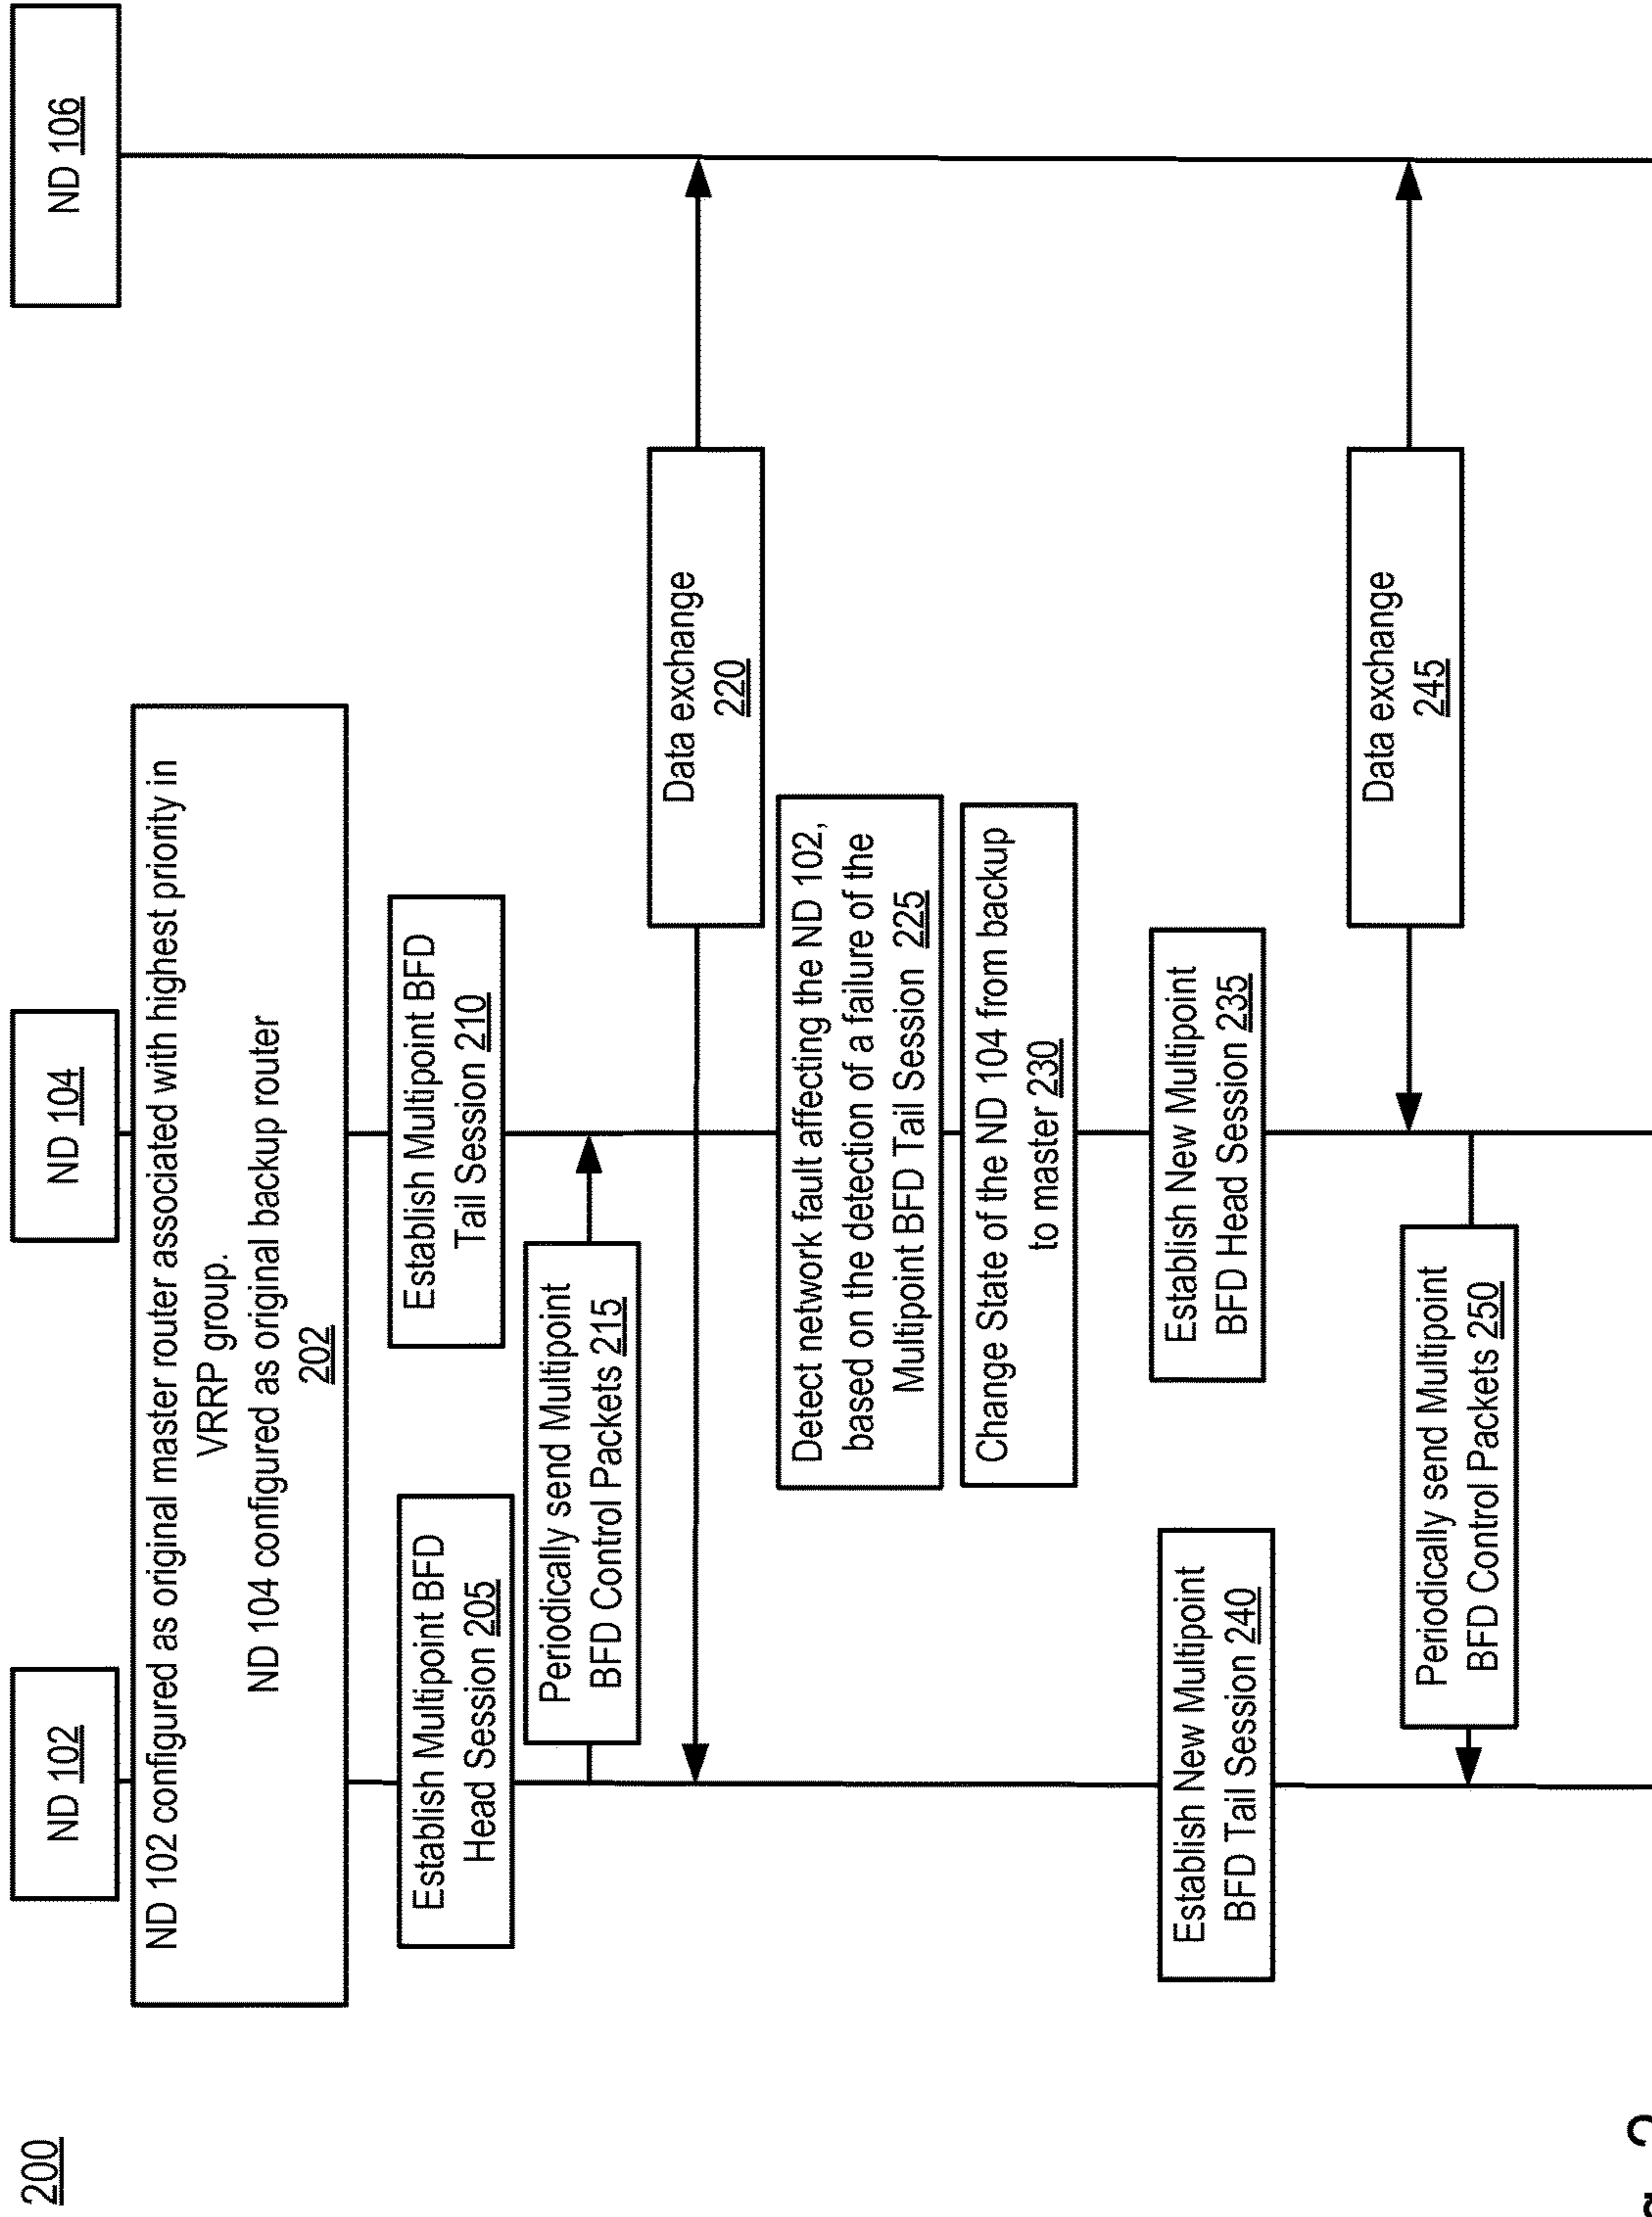 200
ND 102
ND 104
ND 106
ND 102 configured as original master router associated with highest priority in
VRRP group.
ND 104 configured as original backup router
202
Establish Multipoint BFD
Head Session 205
Establish Multipoint BFD
Tail Session 210
Periodically send Multipoint
BFD Control Packets 215
Data exchange
220
Detect network fault affecting the ND 102,
based on the detection of a failure of the
Multipoint BFD Tail Session 225
Change State of the ND 104 from backup
to master 230
Establish New Multipoint
BFD Head Session 235
Establish New Multipoint
BFD Tail Session 240
Data exchange
245
Periodically send Multipoint
BFD Control Packets 250